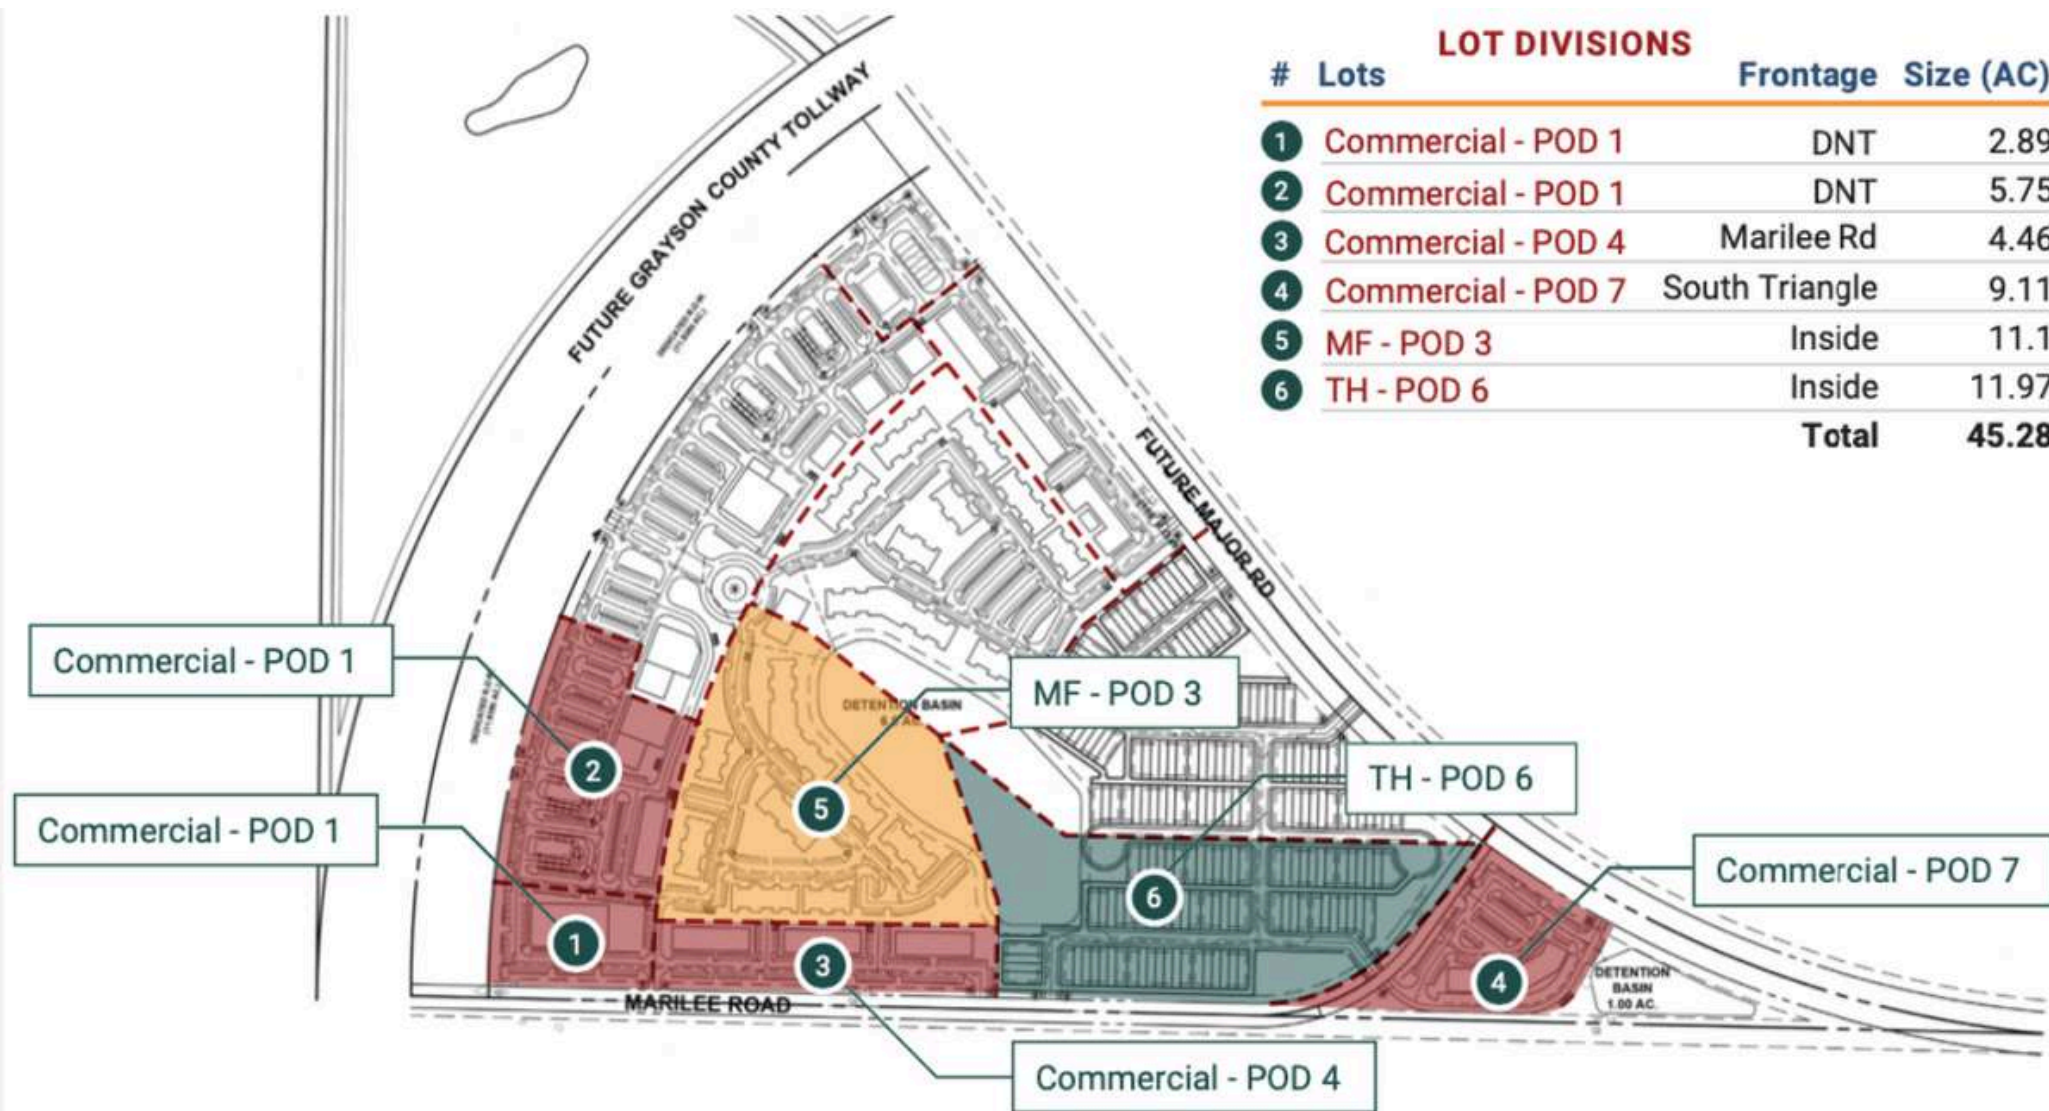 LOT DIVISIONS
# Lots Frontage Size (AC)
1 Commercial - POD 1 DNT 2.89
2 Commercial - POD 1 DNT 5.75
3 Commercial - POD 4 Marilee Rd 4.46
4 Commercial - POD 7 South Triangle 9.11
5 MF - POD 3 Inside 11.1
6 TH - POD 6 Inside 11.97
Total 45.28
FUTURE GRAYSON COUNTY TOLLWAY
FUTURE MAJOR RD
Commercial - POD 1
MF - POD 3
DETENTION BASIN
2
TH - POD 6
5
Commercial - POD 1
Commercial - POD 7
6
1
3
4
DETENTION
BASIN
1.00 AC.
MARILEE ROAD
Commercial - POD 4